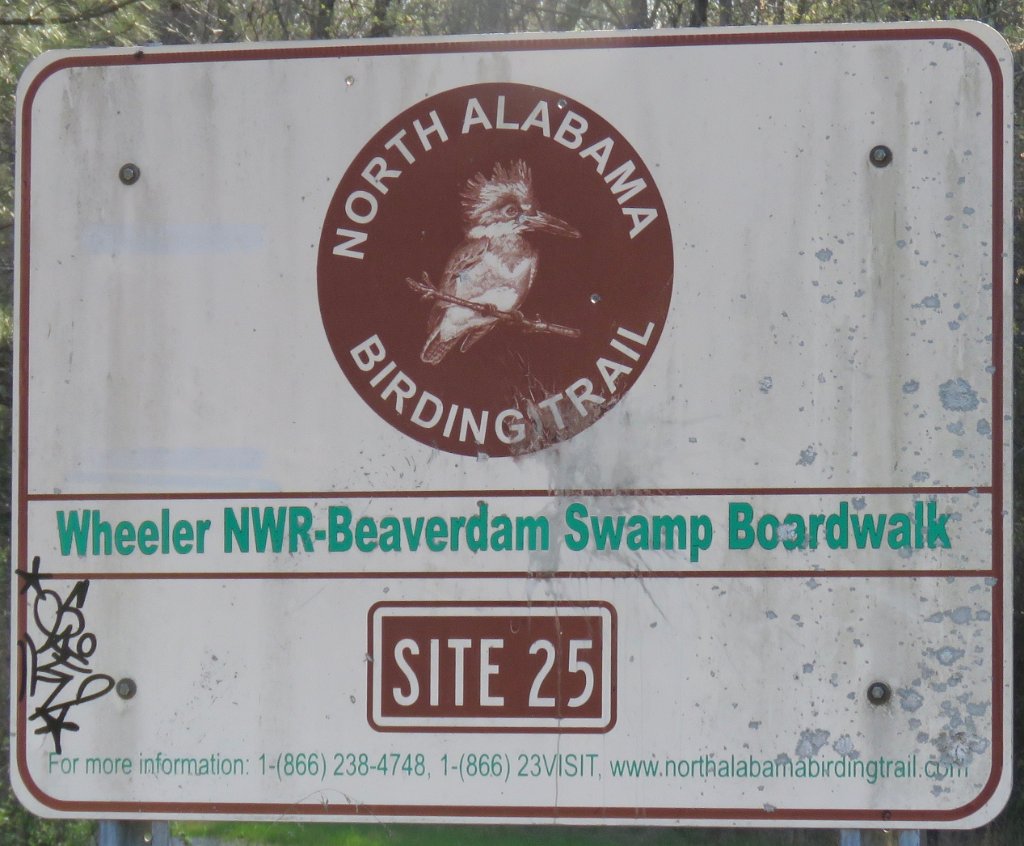 NORTH ALABAMA
BIRDING TRAIL
Wheeler NWR-Beaverdam Swamp Boardwalk
SITE 25
For more information: 1-(866) 238-4748, 1-(866) 23VISIT, www.northalabamabirdingtrail.com